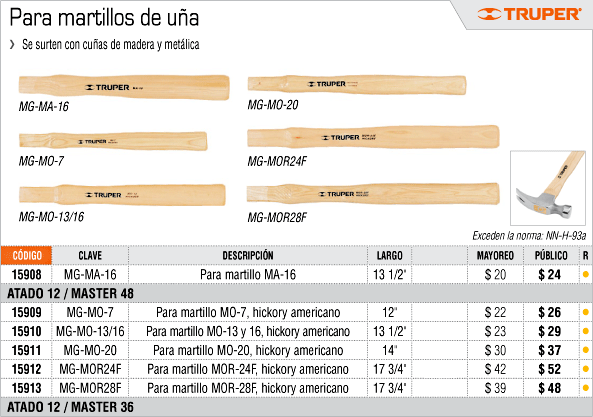 Para martillos de uña
TRUPER®
Se surten con cuñas de madera y metálica
TRUPER
MG-MA-16
MG-MO-20
TRUPER
MG-MO-7
TRUPER
MG-MOR24F
TRUPER
MG-MO-13/16
TRUPER
MG-MOR28F
Exceden la norma: NN-H-93a
CÓDIGO CLAVE DESCRIPCIÓN LARGO MAYOREO PÚBLICO R
15908 MG-MA-16 Para martillo MA-16 13 1/2" $ 20 $ 24
ATADO 12 / MASTER 48
15909 MG-MO-7 Para martillo MO-7, hickory americano 12" $ 22 $ 26
15910 MG-MO-13/16 Para martillo MO-13 y 16, hickory americano 13 1/2" $ 23 $ 29
15911 MG-MO-20 Para martillo MO-20, hickory americano 14" $ 30 $ 37
15912 MG-MOR24F Para martillo MOR-24F, hickory americano 17 3/4" $ 42 $ 52
15913 MG-MOR28F Para martillo MOR-28F, hickory americano 17 3/4" $ 39 $ 48
ATADO 12 / MASTER 36